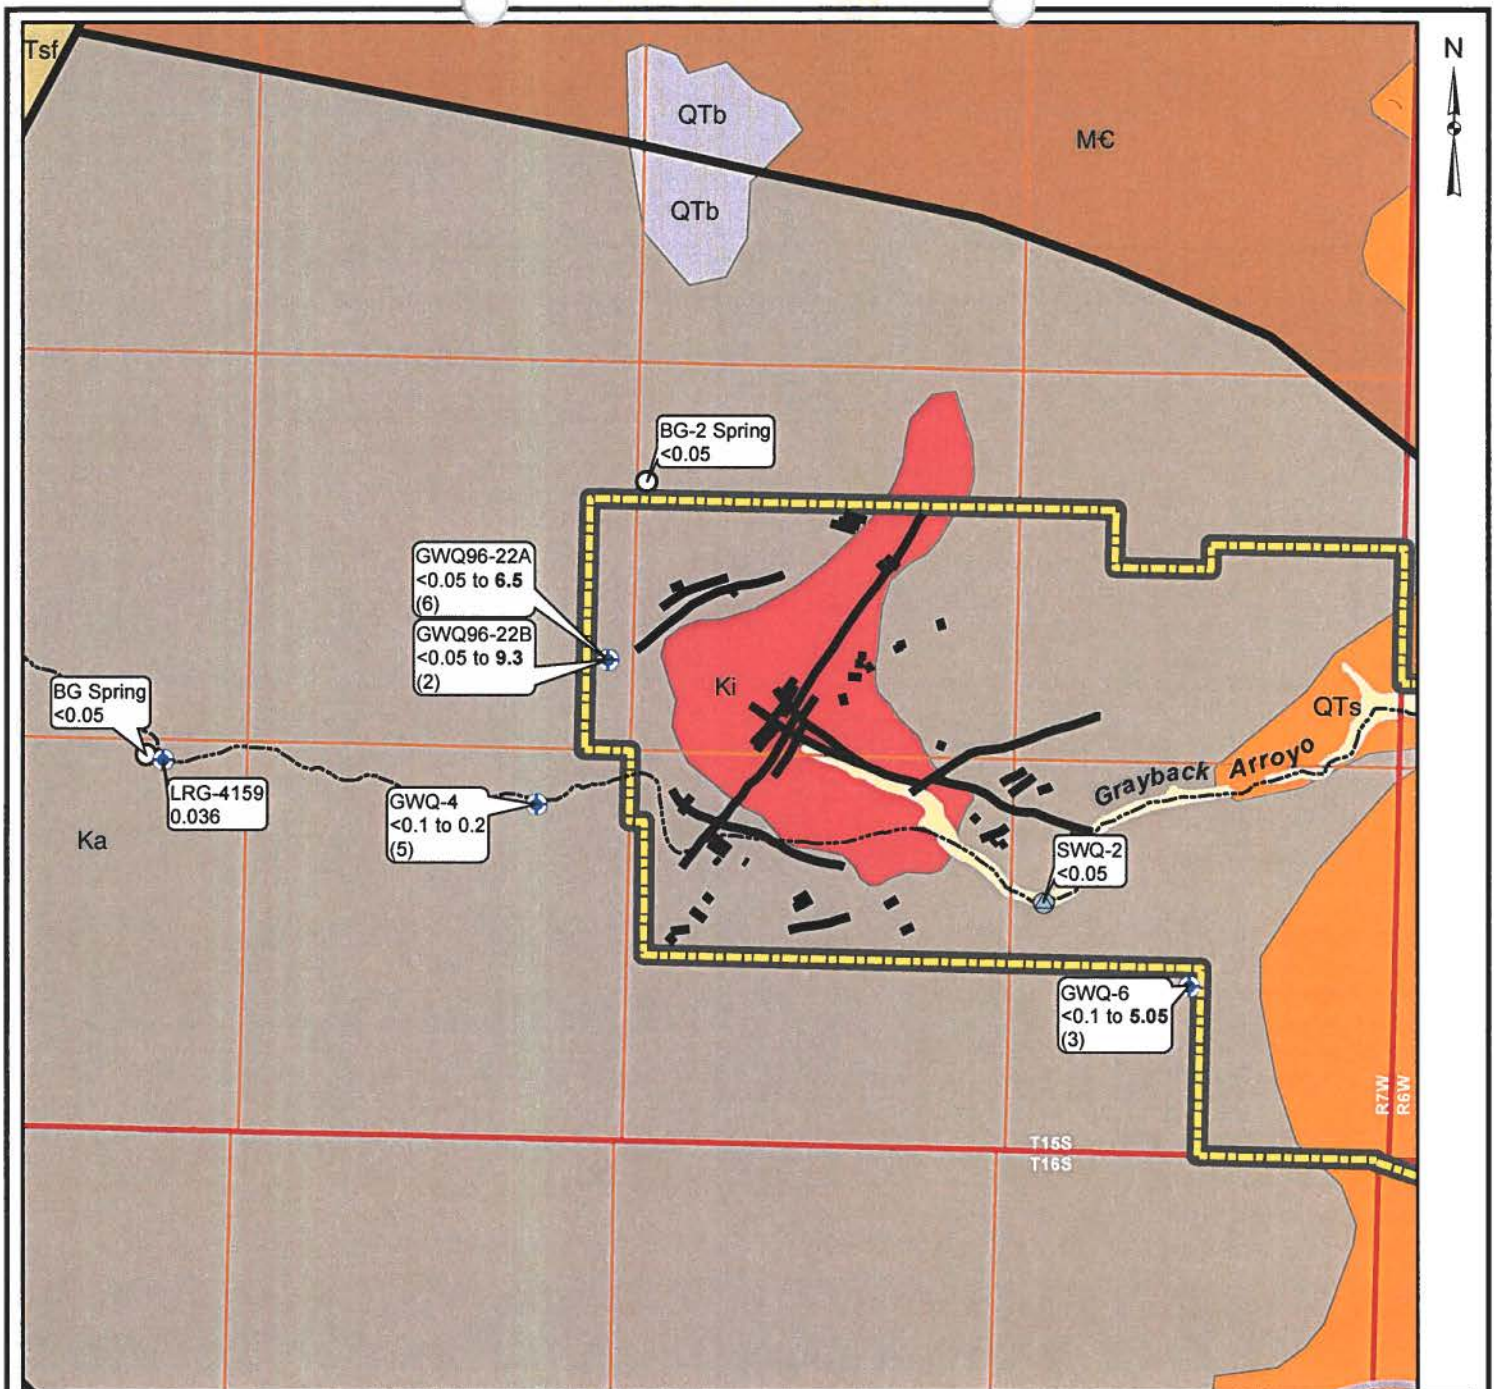 Tsf
N
QTb
M€
QTb
BG-2 Spring
<0.05
GWQ96-22A
<0.05 to 6.5
(6)
GWQ96-22B
<0.05 to 9.3
(2)
BG Spring
<0.05
Ki
QTs
Grayback Arroyo
LRG-4159
0.036
GWQ-4
<0.1 to 0.2
(5)
Ka
SWQ-2
<0.05
GWQ-6
<0.1 to 5.05
(3)
R7W
R6W
T15S
T16S